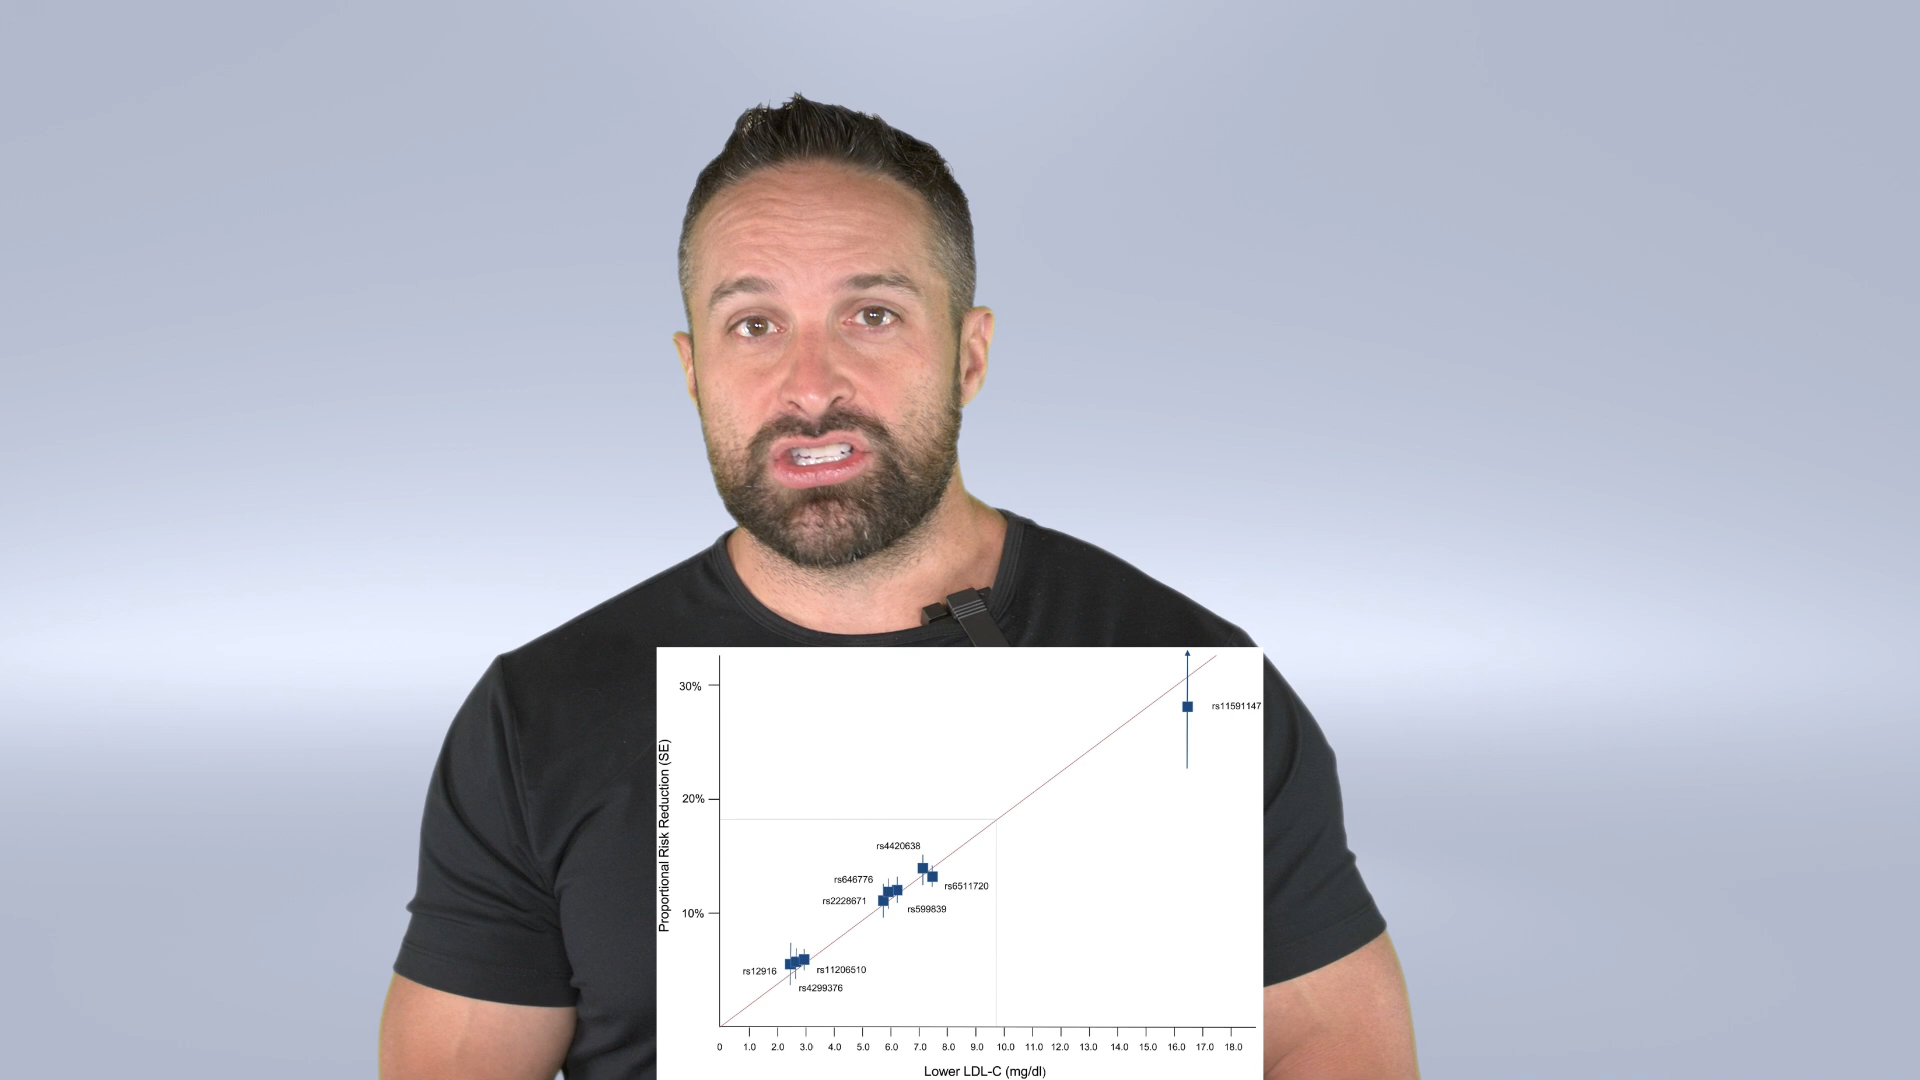 30%
rs11591147
Proportional Risk Reduction (SE)
20%
rs4420638
rs646776
rs6511720
rs2228671
rs599839
10%
rs12916
rs11206510
rs4299376
0 1.0 2.0 3.0 4.0 5.0 6.0 7.0 8.0 9.0 10.0 11.0 12.0 13.0 14.0 15.0 16.0 17.0 18.0
Lower LDL-C (mg/dl)